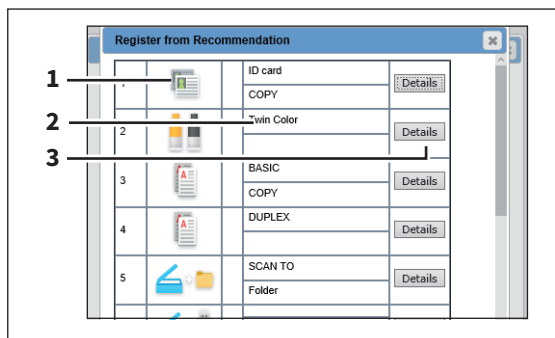 Register from Recommendation
1
ID card
Details
COPY
2
2
Twin Color
Details
3
3
BASIC
Details
COPY
4
DUPLEX
Details
5
SCAN TO
Details
Folder